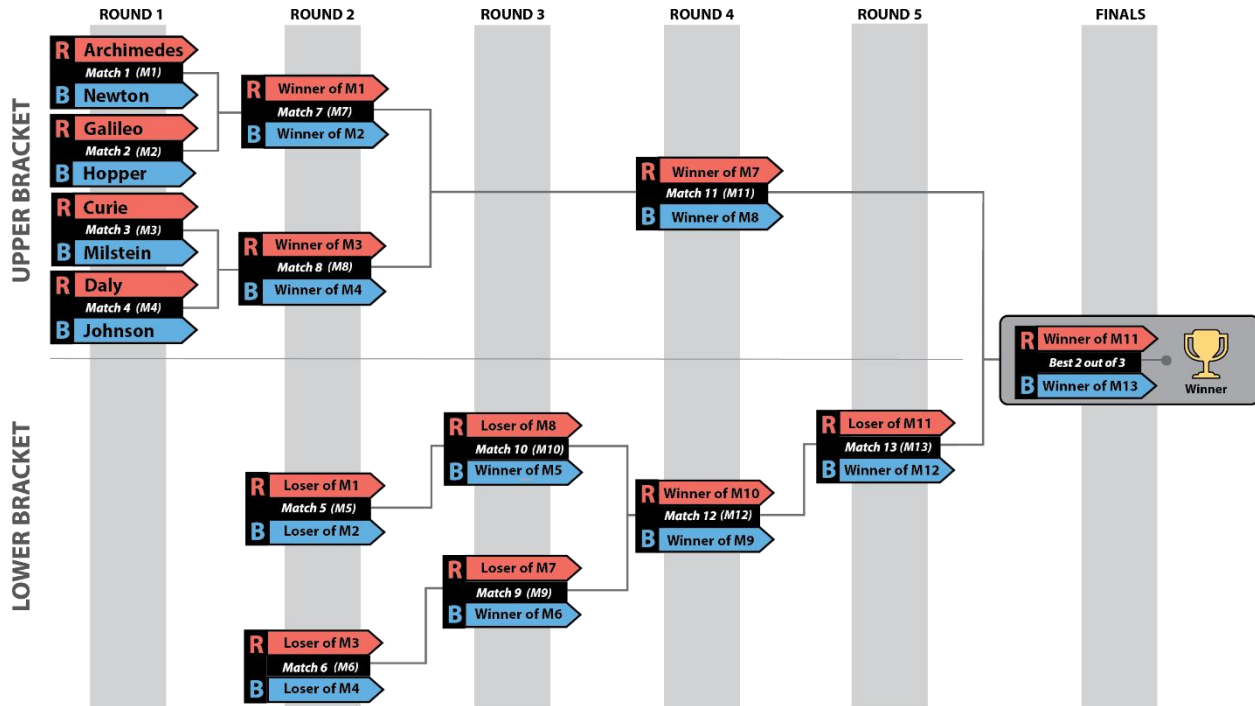 ROUND 1
ROUND 2
ROUND 3
ROUND 4
ROUND 5
FINALS
UPPER BRACKET
R Archimedes
Match 1 (M1)
B Newton
R Galileo
Match 2 (M2)
B Hopper
R Curie
Match 3 (M3)
B Milstein
R Daly
Match 4 (M4)
B Johnson
R Winner of M1
Match 7 (M7)
B Winner of M2
R Winner of M3
Match 8 (M8)
B Winner of M4
R Winner of M7
Match 11 (M11)
B Winner of M8
R Winner of M11
Best 2 out of 3
B Winner of M13
Winner
LOWER BRACKET
R Loser of M1
Match 5 (M5)
B Loser of M2
R Loser of M3
Match 6 (M6)
B Loser of M4
R Loser of M8
Match 10 (M10)
B Winner of M5
R Loser of M7
Match 9 (M9)
B Winner of M6
R Winner of M10
Match 12 (M12)
B Winner of M9
R Loser of M11
Match 13 (M13)
B Winner of M12